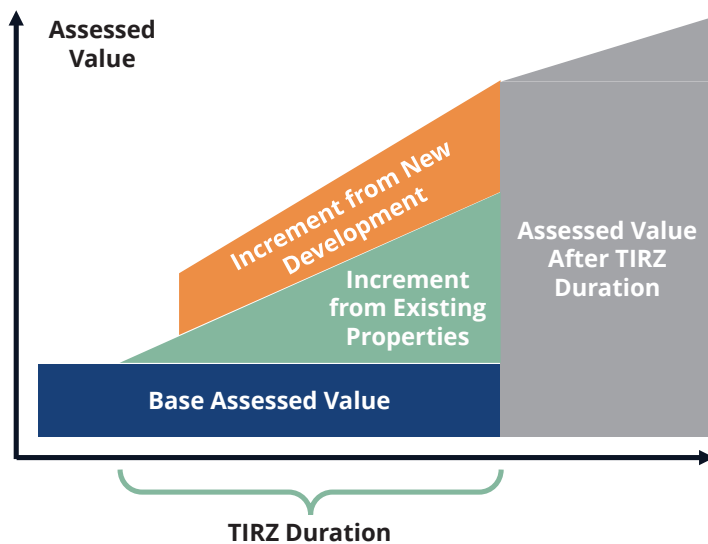 Assessed
Value
Increment from New
Development
Increment
from Existing
Properties
Assessed Value
After TIRZ
Duration
Base Assessed Value
TIRZ Duration